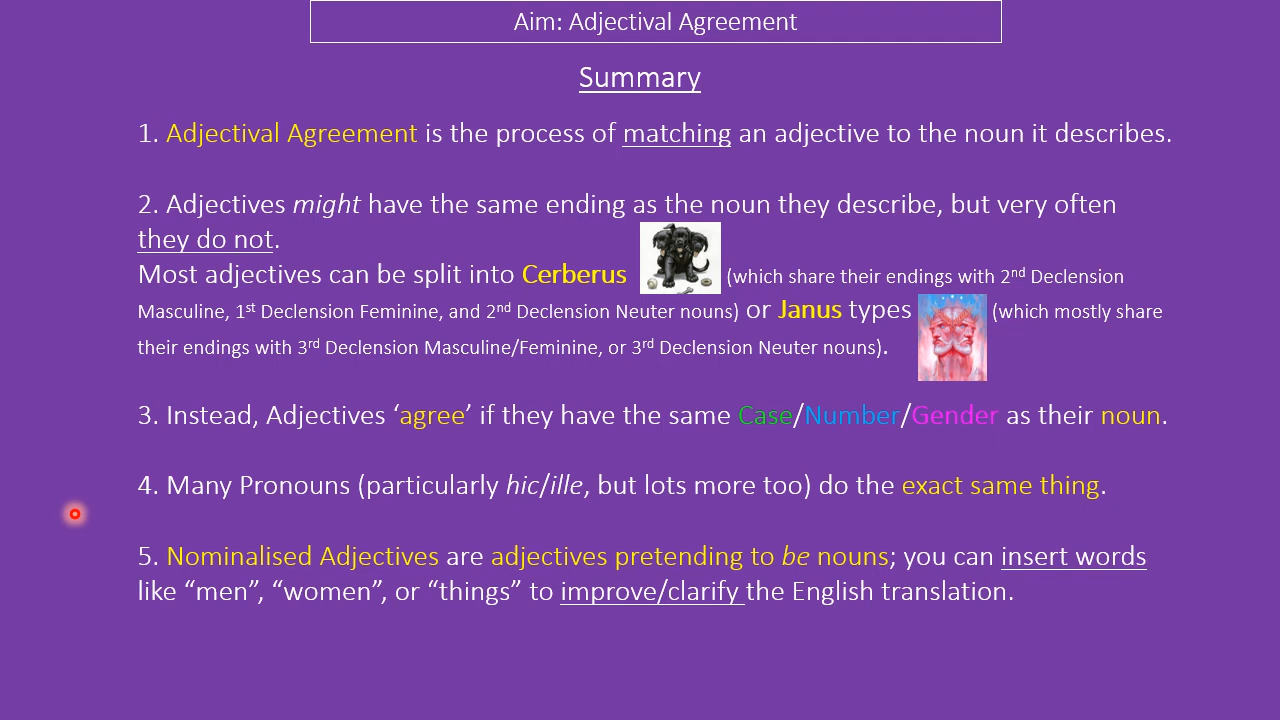 Aim: Adjectival Agreement
Summary
1. Adjectival Agreement is the process of matching an adjective to the noun it describes.
2. Adjectives might have the same ending as the noun they describe, but very often
they do not.
Most adjectives can be split into Cerberus (which share their endings with 2nd Declension
Masculine, 1st Declension Feminine, and 2nd Declension Neuter nouns) or Janus types (which mostly share
their endings with 3rd Declension Masculine/Feminine, or 3rd Declension Neuter nouns).
3. Instead, Adjectives ‘agree’ if they have the same Case/Number/Gender as their noun.
4. Many Pronouns (particularly hic/ille, but lots more too) do the exact same thing.
5. Nominalised Adjectives are adjectives pretending to be nouns; you can insert words
like “men”, “women”, or “things” to improve/clarify the English translation.